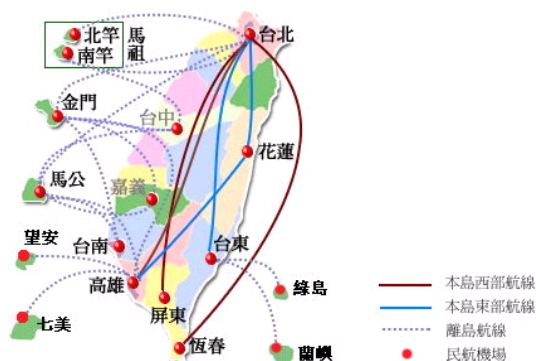 北竿
南竿
馬祖
台北
金門
台中
花蓮
馬公
嘉義
望安
台南
台東
高雄
綠島
七美
屏東
恆春
蘭嶼
本島西部航線
本島東部航線
離島航線
民航機場